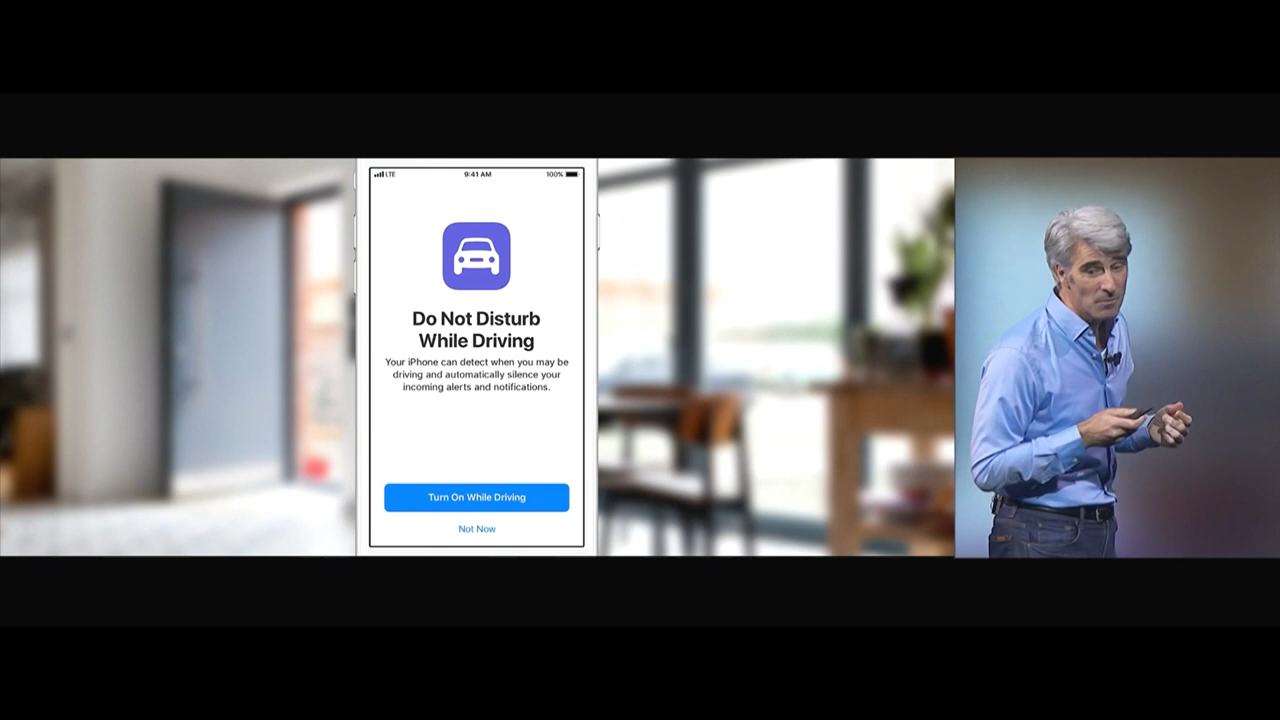 LTE 9:41 AM 100%
Do Not Disturb
While Driving
Your iPhone can detect when you may be
driving and automatically silence your
incoming alerts and notifications.
Turn On While Driving
Not Now